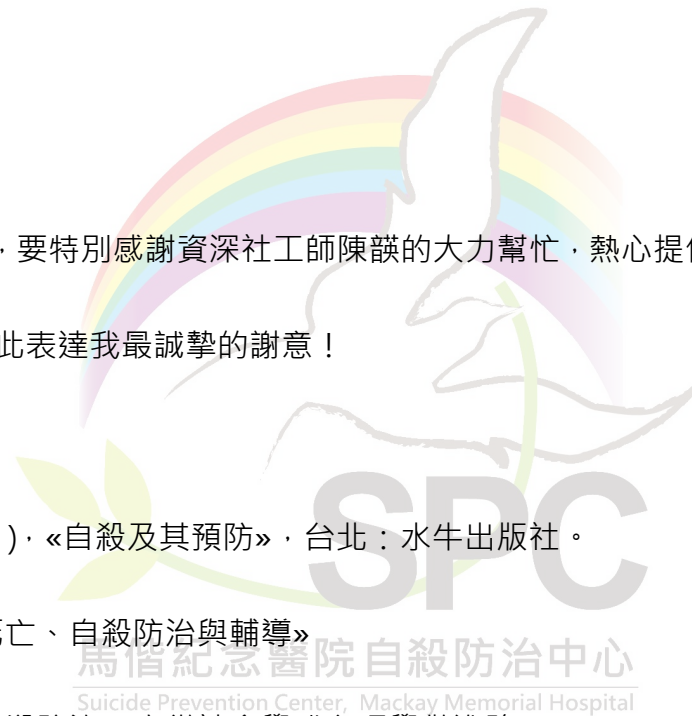 ，要特別感謝資深社工師陳韺的大力幫忙，熱心提
此表達我最誠摯的謝意！
SPC
)，«自殺及其預防»，台北：水牛出版社。
亡、自殺防治與輔導»
馬偕紀念醫院自殺防治中心
Suicide Prevention Center, Mackay Memorial Hospital